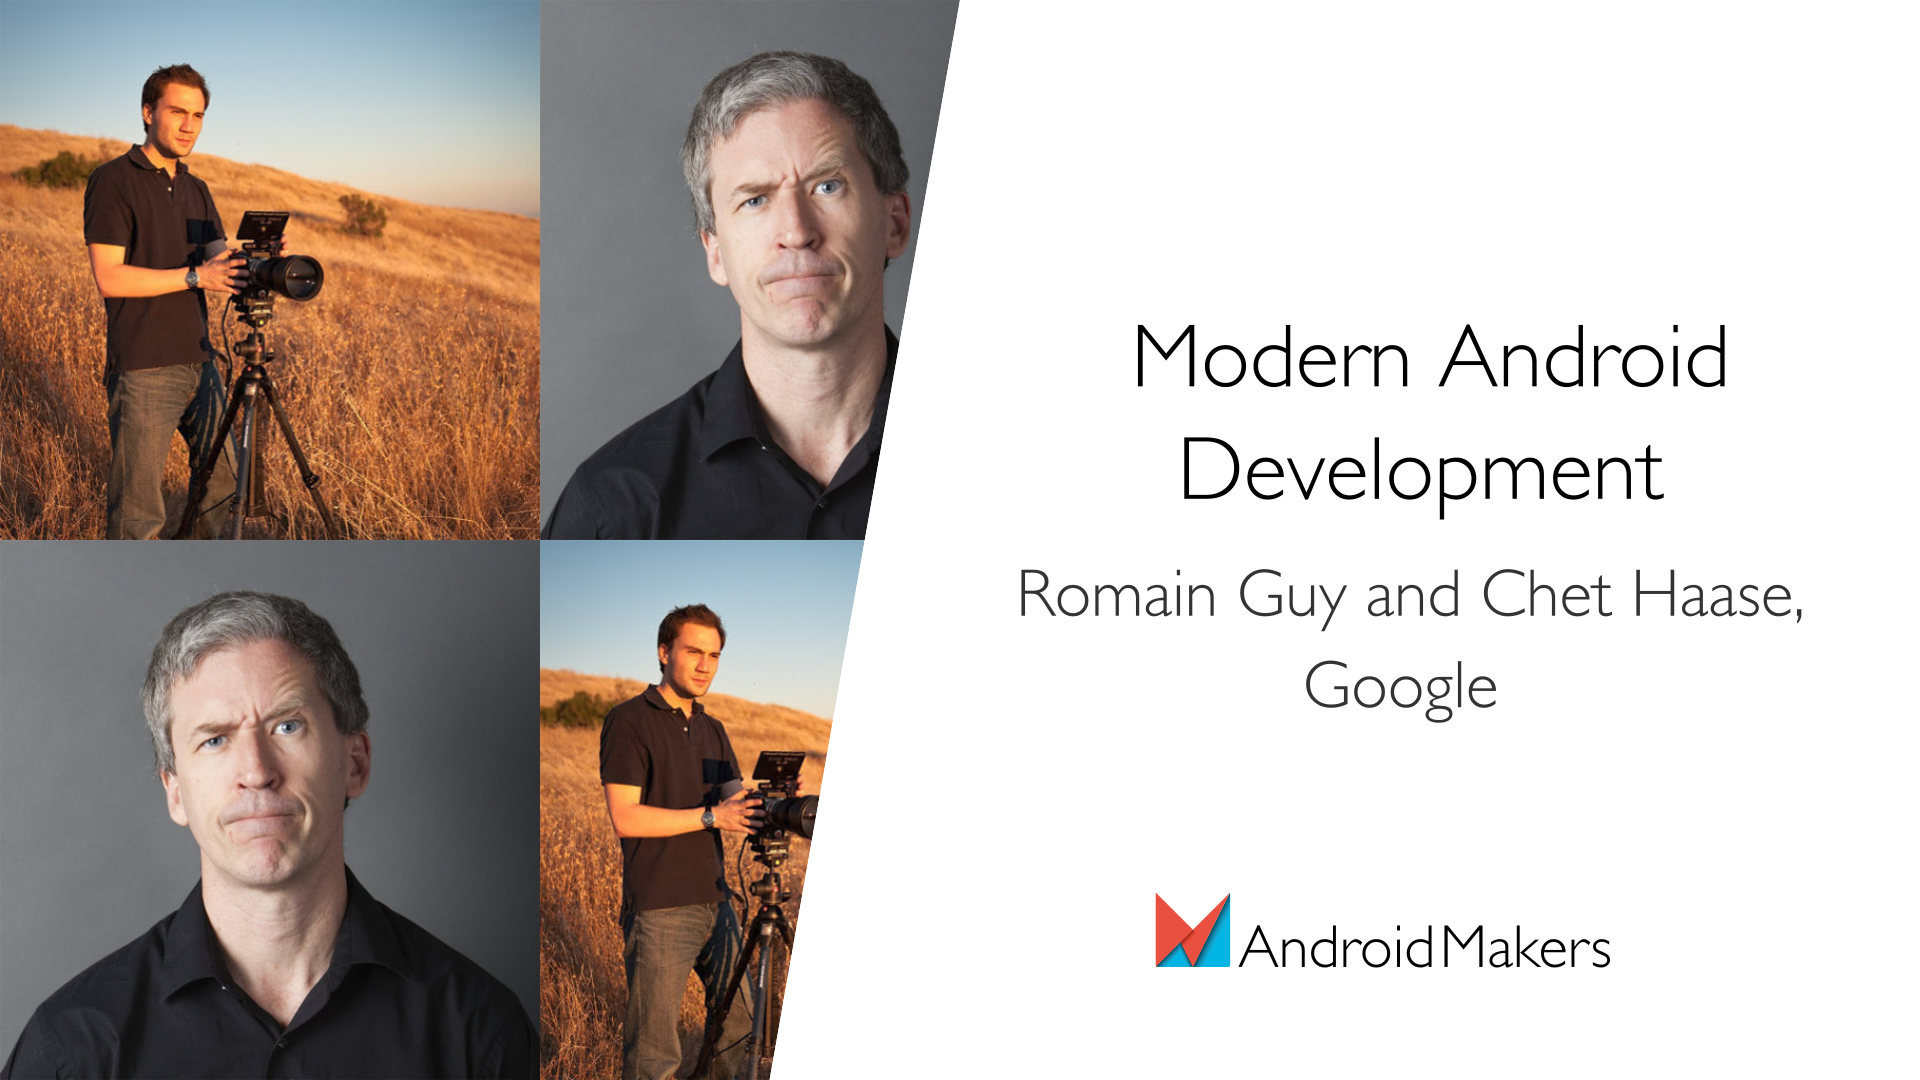 Modern Android
Development
Romain Guy and Chet Haase,
Google
AndroidMakers